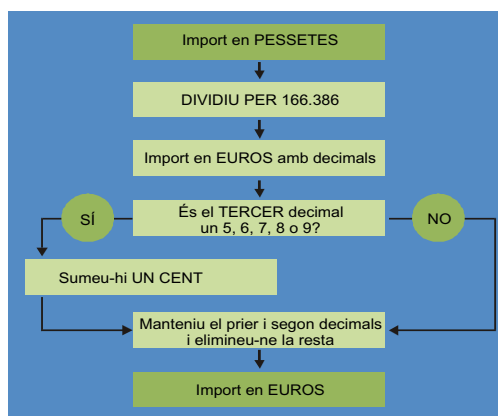 Import en PESSETES
DIVIDIU PER 166.386
Import en EUROS amb decimals
És el TERCER decimal
un 5, 6, 7, 8 o 9?
SÍ
NO
Sumeu-hi UN CENT
Manteniu el prier i segon decimals
i elimineu-ne la resta
Import en EUROS